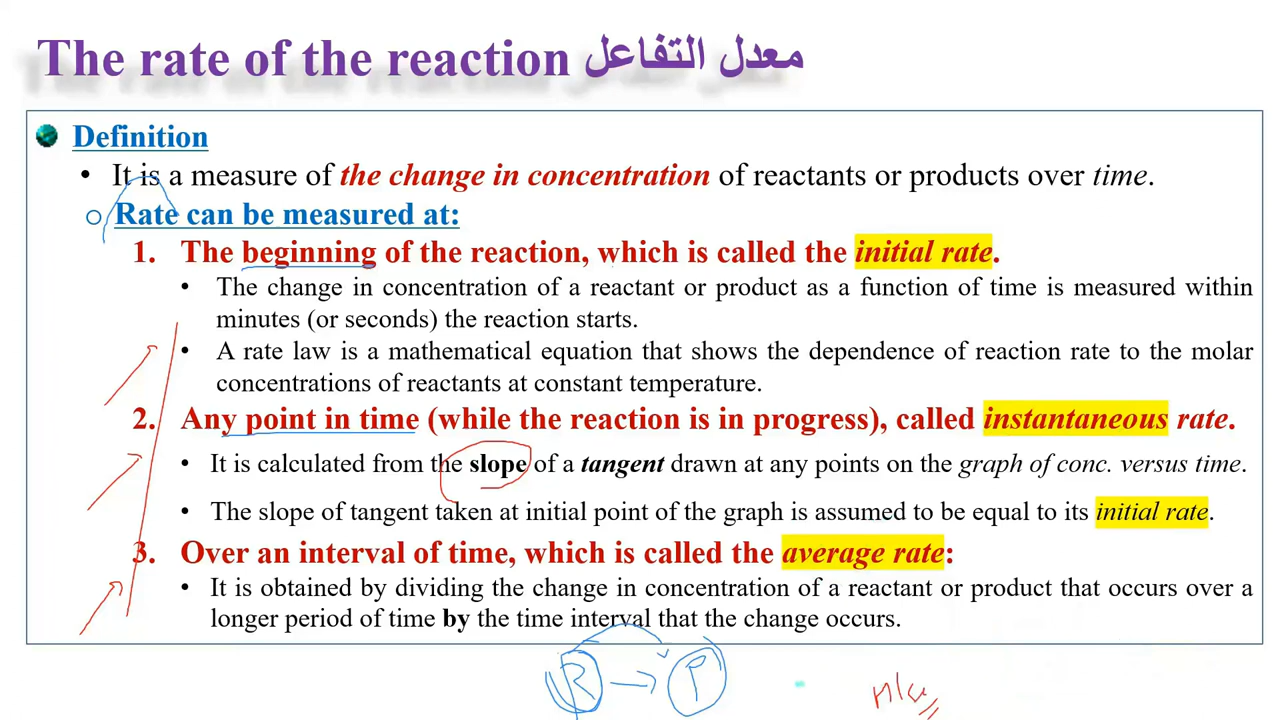 The rate of the reaction معدل التفاعل
Definition
• It is a measure of the change in concentration of reactants or products over time.
o Rate can be measured at:
1. The beginning of the reaction, which is called the initial rate.
• The change in concentration of a reactant or product as a function of time is measured within
minutes (or seconds) the reaction starts.
• A rate law is a mathematical equation that shows the dependence of reaction rate to the molar
concentrations of reactants at constant temperature.
2. Any point in time (while the reaction is in progress), called instantaneous rate.
• It is calculated from the slope of a tangent drawn at any points on the graph of conc. versus time.
• The slope of tangent taken at initial point of the graph is assumed to be equal to its initial rate.
3. Over an interval of time, which is called the average rate:
• It is obtained by dividing the change in concentration of a reactant or product that occurs over a
longer period of time by the time interval that the change occurs.
R → P